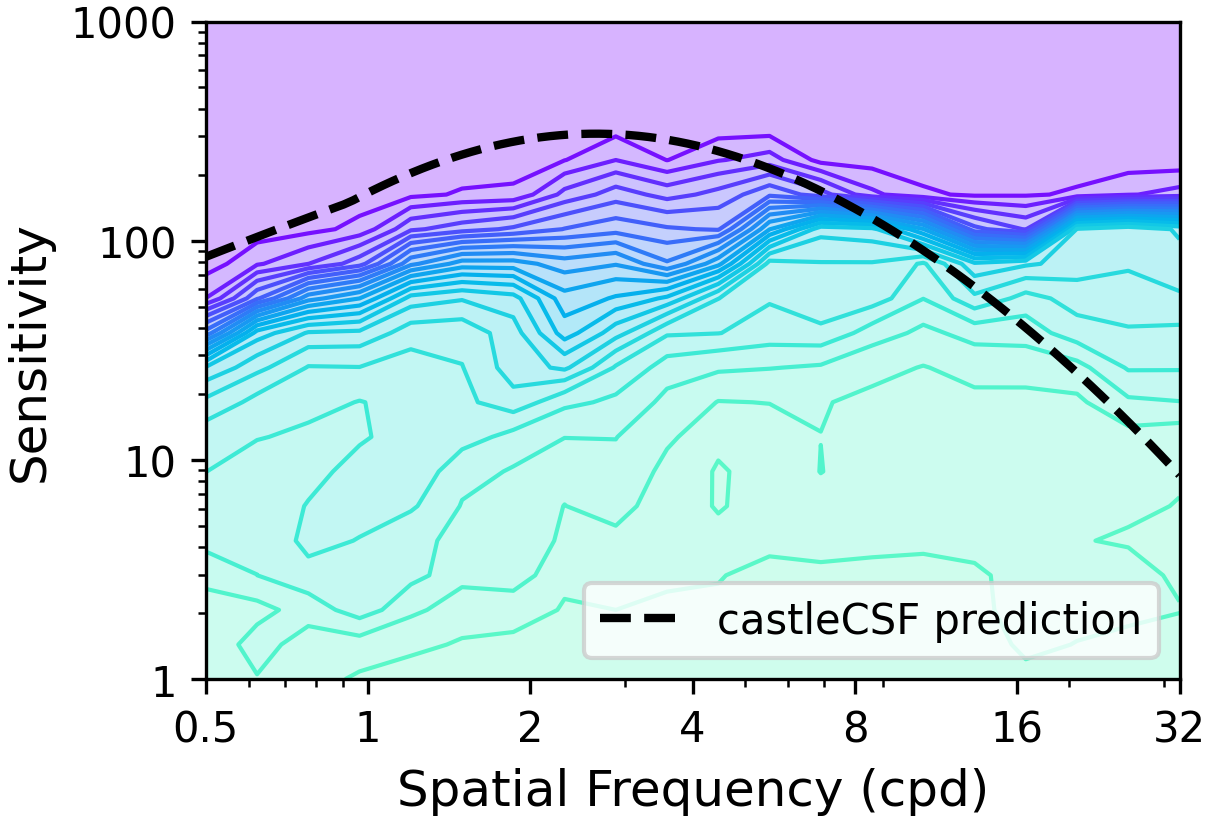 1000
100
10
1
Sensitivity
castleCSF prediction
0.5 1 2 4 8 16 32
Spatial Frequency (cpd)